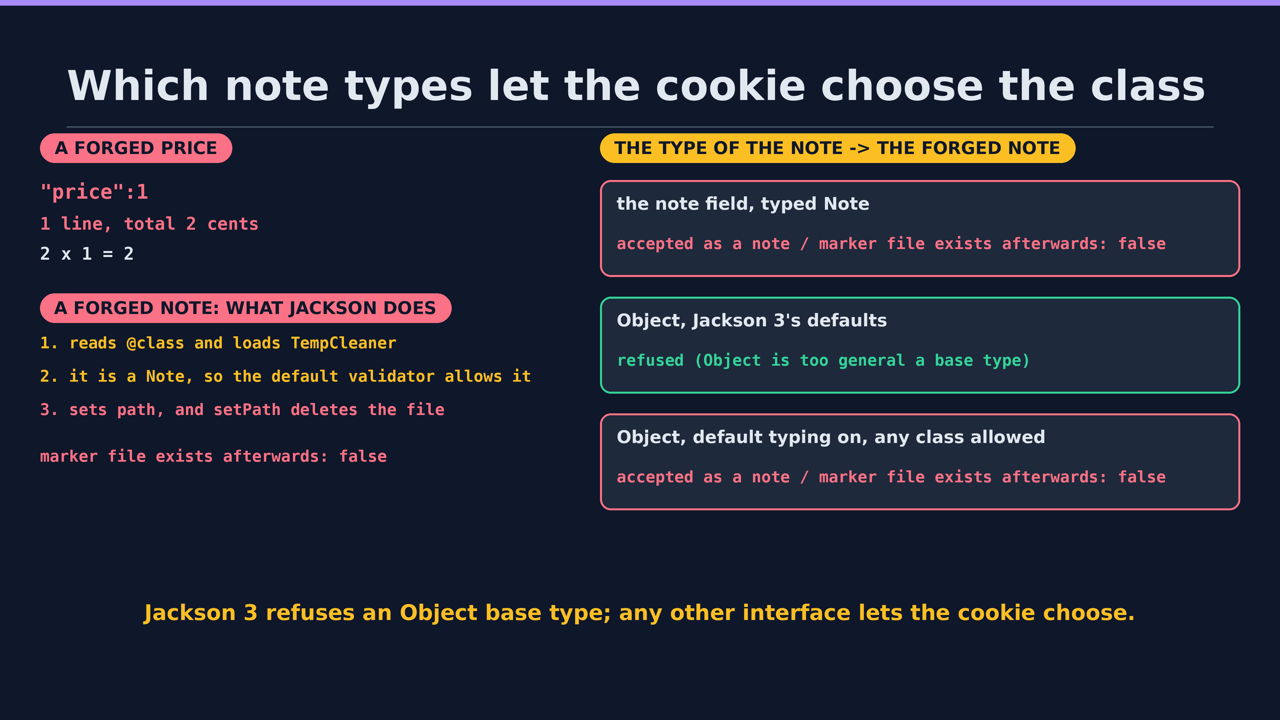 Which note types let the cookie choose the class
A FORGED PRICE
"price":1
1 line, total 2 cents
2 x 1 = 2
A FORGED NOTE: WHAT JACKSON DOES
1. reads @class and loads TempCleaner
2. it is a Note, so the default validator allows it
3. sets path, and setPath deletes the file
marker file exists afterwards: false
THE TYPE OF THE NOTE -> THE FORGED NOTE
the note field, typed Note
accepted as a note / marker file exists afterwards: false
Object, Jackson 3's defaults
refused (Object is too general a base type)
Object, default typing on, any class allowed
accepted as a note / marker file exists afterwards: false
Jackson 3 refuses an Object base type; any other interface lets the cookie choose.